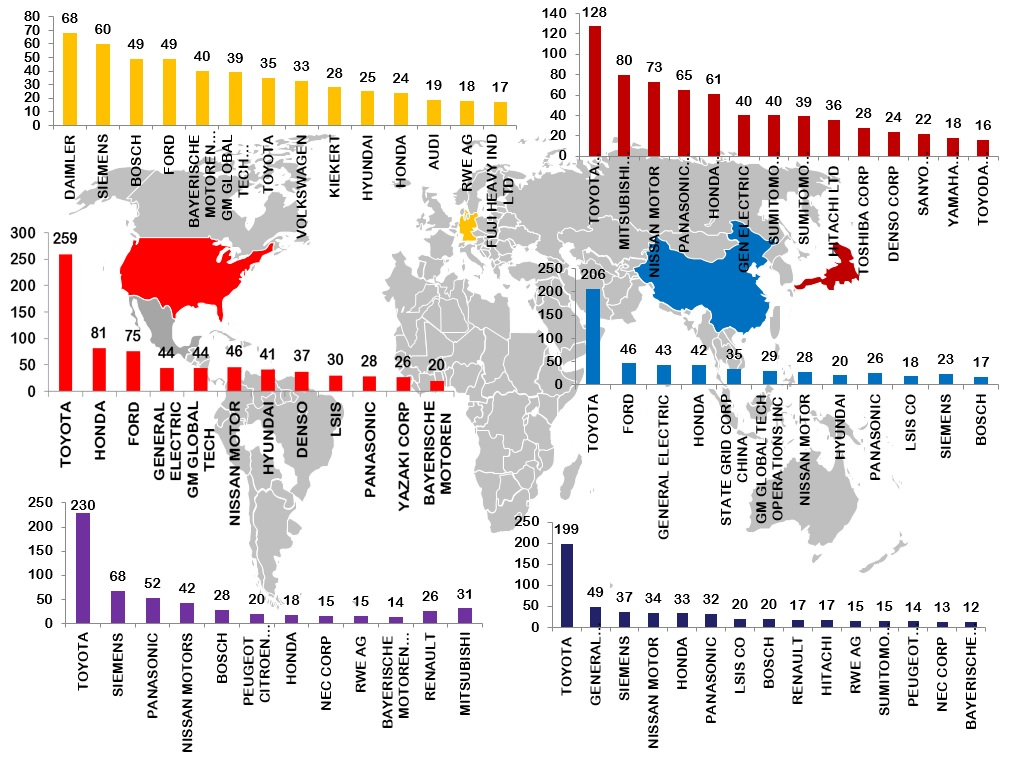 80
70
60
50
40
30
20
10
0
68
60
49
49
40
39
35
33
28
25
24
19
18
17
DAIMLER
SIEMENS
BOSCH
FORD
BAYERISCHE
MOTOREN…
GM GLOBAL
TECH…
TOYOTA
VOLKSWAGEN
KIEKERT
HYUNDAI
HONDA
AUDI
RWE AG
FUJI HEAVY IND
LTD
140
120
100
80
60
40
20
0
128
80
73
65
61
40
40
39
36
28
24
22
18
16
TOYOTA…
MITSUBISHI…
NISSAN MOTOR
PANASONIC…
HONDA…
GEN ELECTRIC
SUMITOMO…
SUMITOMO…
HITACHI LTD
TOSHIBA CORP
DENSO CORP
SANYO…
YAMAHA…
TOYODA…
300
250
200
150
100
50
0
259
81
75
44
44
46
41
37
30
28
26
20
TOYOTA
HONDA
FORD
GENERAL
ELECTRIC
GM GLOBAL
TECH
NISSAN MOTOR
HYUNDAI
DENSO
LSIS
PANASONIC
YAZAKI CORP
BAYERISCHE
MOTOREN
250
200
150
100
50
0
206
46
43
42
35
29
28
20
26
18
23
17
TOYOTA
FORD
GENERAL ELECTRIC
HONDA
STATE GRID CORP
CHINA
GM GLOBAL TECH
OPERATIONS INC
NISSAN MOTOR
HYUNDAI
PANASONIC
LSIS CO
SIEMENS
BOSCH
250
200
150
100
50
0
230
68
52
42
28
20
18
15
15
14
26
31
TOYOTA
SIEMENS
PANASONIC
NISSAN MOTORS
BOSCH
PEUGEOT
CITROEN…
HONDA
NEC CORP
RWE AG
BAYERISCHE
MOTOREN…
RENAULT
MITSUBISHI
250
200
150
100
50
0
199
49
37
34
33
32
20
20
17
17
15
15
14
13
12
TOYOTA
GENERAL…
SIEMENS
NISSAN MOTOR
HONDA
PANASONIC
LSIS CO
BOSCH
RENAULT
HITACHI
RWE AG
SUMITOMO…
PEUGEOT…
NEC CORP
BAYERISCHE…